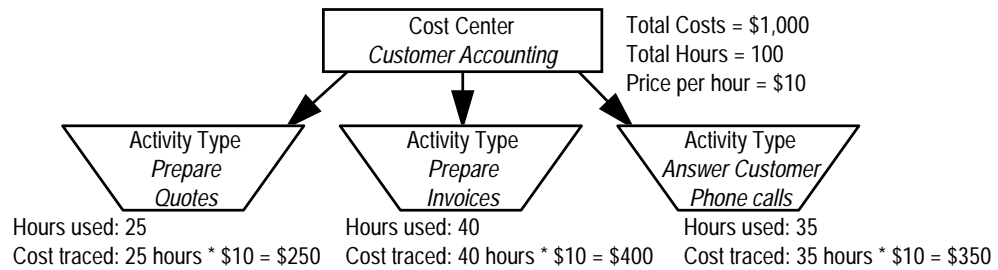 Cost Center
Customer Accounting
Total Costs = $1,000
Total Hours = 100
Price per hour = $10
Activity Type
Prepare
Quotes
Hours used: 25
Cost traced: 25 hours * $10 = $250
Activity Type
Prepare
Invoices
Hours used: 40
Cost traced: 40 hours * $10 = $400
Activity Type
Answer Customer
Phone calls
Hours used: 35
Cost traced: 35 hours * $10 = $350